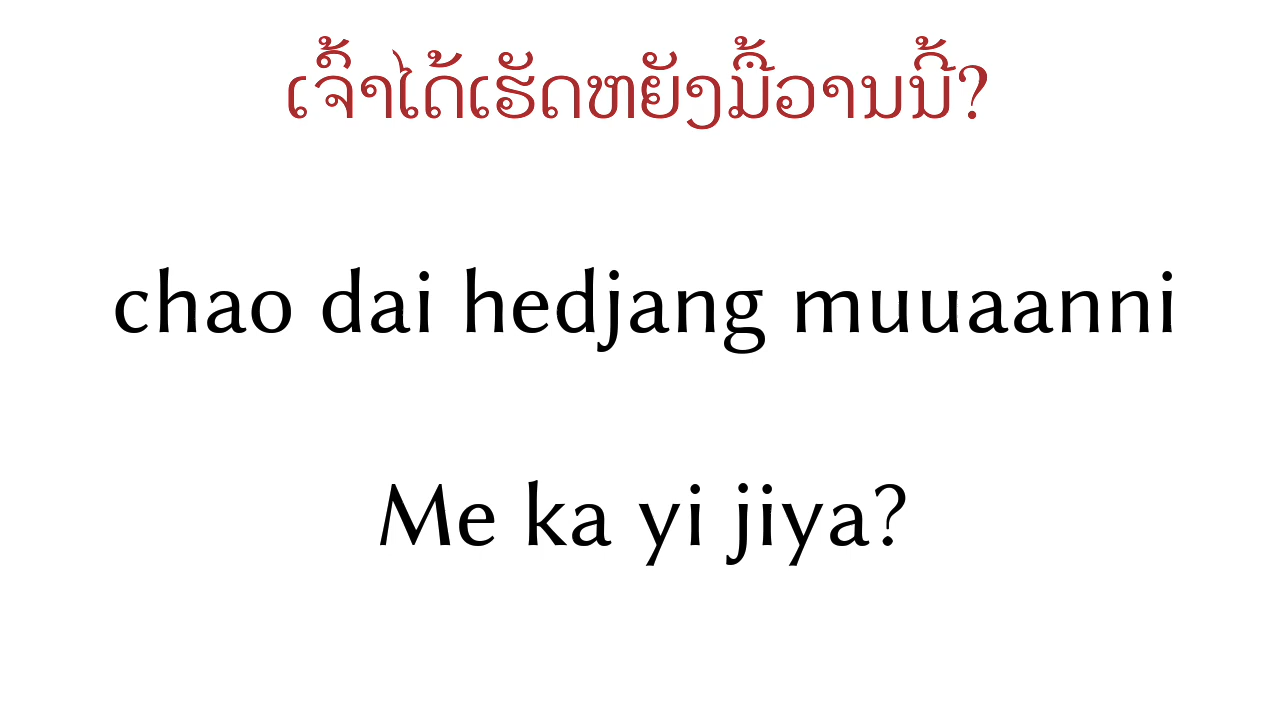 ເຈົ້າໄດ້ເຮັດຫຍັງມື້ວານນີ້?
chao dai hedjang muuaanni
Me ka yi jiya?